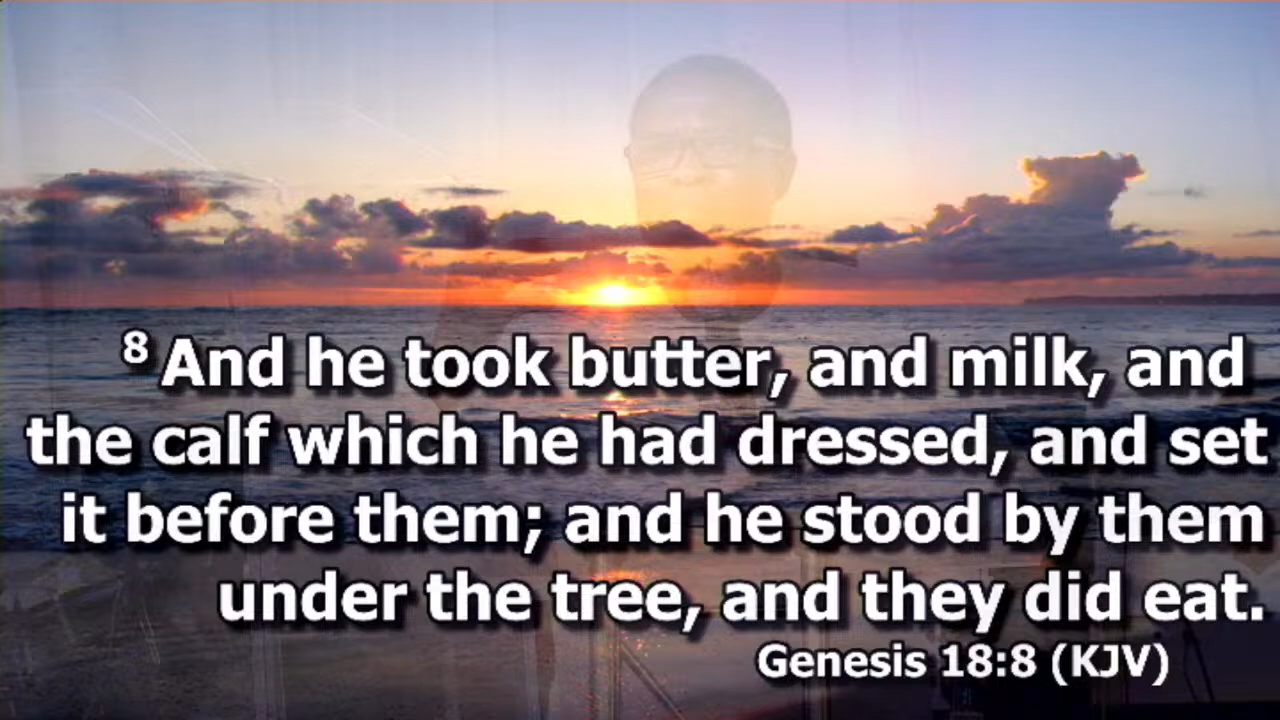 8 And he took butter, and milk, and
the calf which he had dressed, and set
it before them; and he stood by them
under the tree, and they did eat.
Genesis 18:8 (KJV)